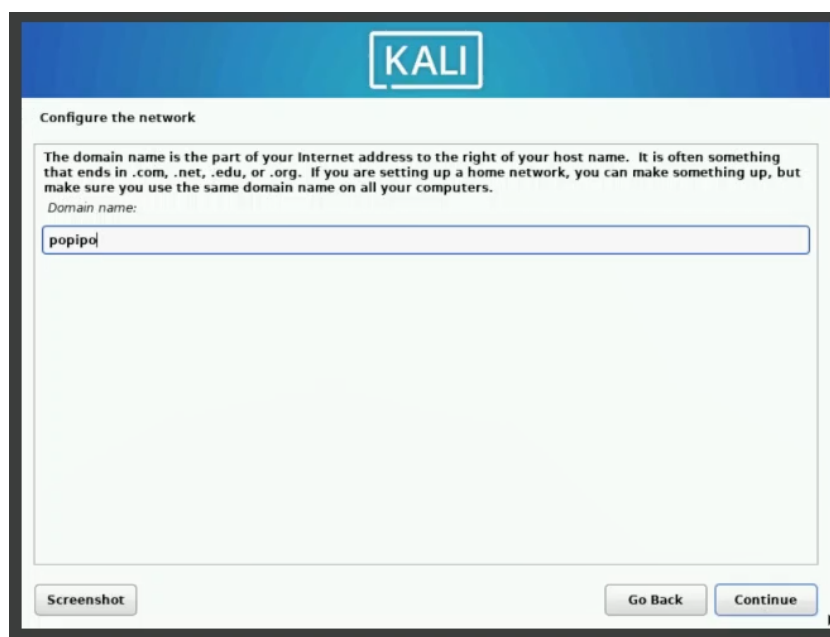 KALI
Configure the network
The domain name is the part of your Internet address to the right of your host name.  It is often something
that ends in .com, .net, .edu, or .org.  If you are setting up a home network, you can make something up, but
make sure you use the same domain name on all your computers.
Domain name:
popipo
Screenshot
Go Back
Continue